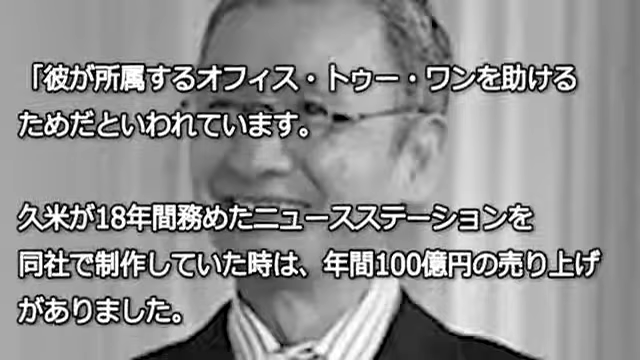 「彼が所属するオフィス・トゥー・ワンを助ける
ためだといわれています。
久米が18年間務めたニュースステーションを
同社で制作していた時は、年間100億円の売り上げ
がありました。